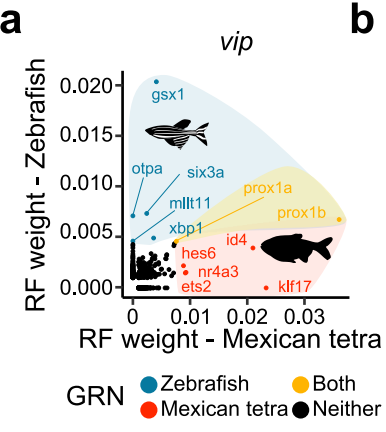 a
b
vip
RF weight - Zebrafish
0.020
0.015
0.010
0.005
0.000
gsx1
otpa
six3a
mllt11
xbp1
prox1a
prox1b
id4
hes6
nr4a3
ets2
klf17
0
0.01
0.02
0.03
RF weight - Mexican tetra
GRN
Zebrafish
Both
Mexican tetra
Neither